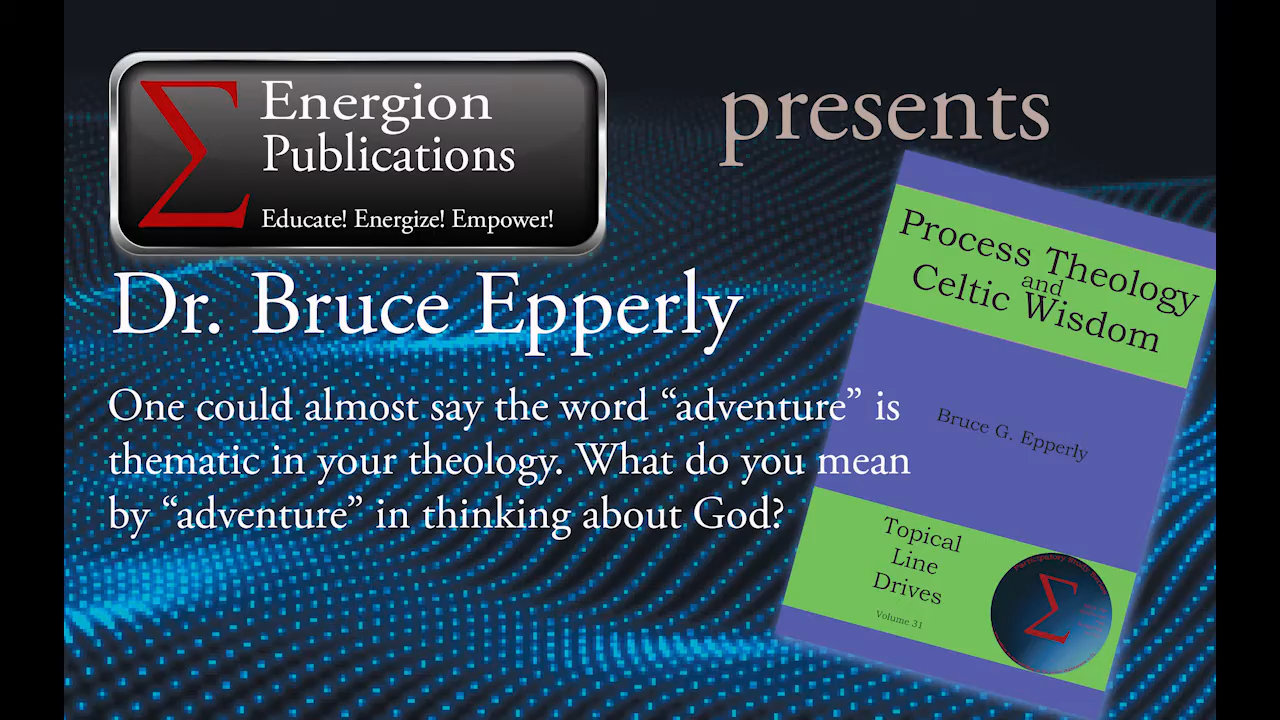 Energion
Publications
Educate! Energize! Empower!
presents
Dr. Bruce Epperly
One could almost say the word “adventure” is
thematic in your theology. What do you mean
by “adventure” in thinking about God?
Process Theology
and
Celtic Wisdom
Bruce G. Epperly
Topical
Line
Drives
Volume 31
Σ
Participatory Study